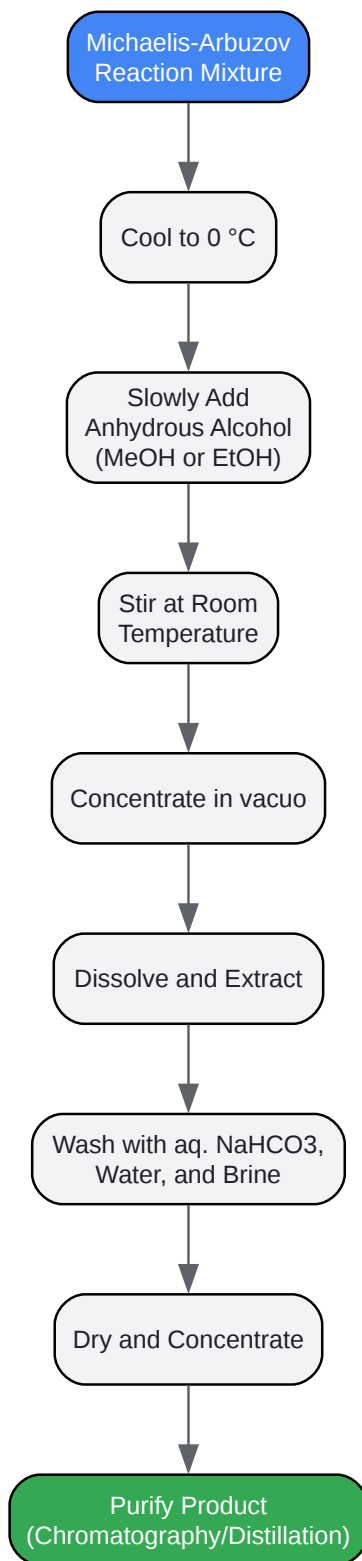 Michaelis-Arbuzov
Reaction Mixture
Cool to 0 °C
Slowly Add
Anhydrous Alcohol
(MeOH or EtOH)
Stir at Room
Temperature
Concentrate in vacuo
Dissolve and Extract
Wash with aq. NaHCO3,
Water, and Brine
Dry and Concentrate
Purify Product
(Chromatography/Distillation)